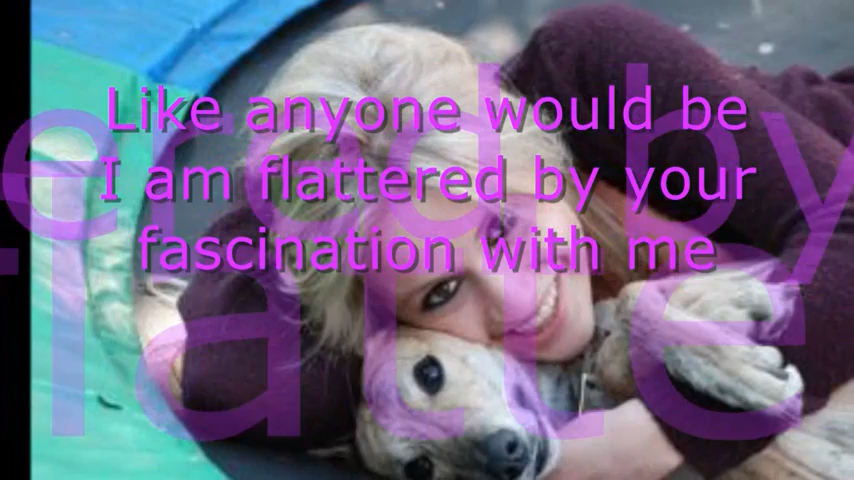 Like anyone would be
I am flattered by your
fascination with me